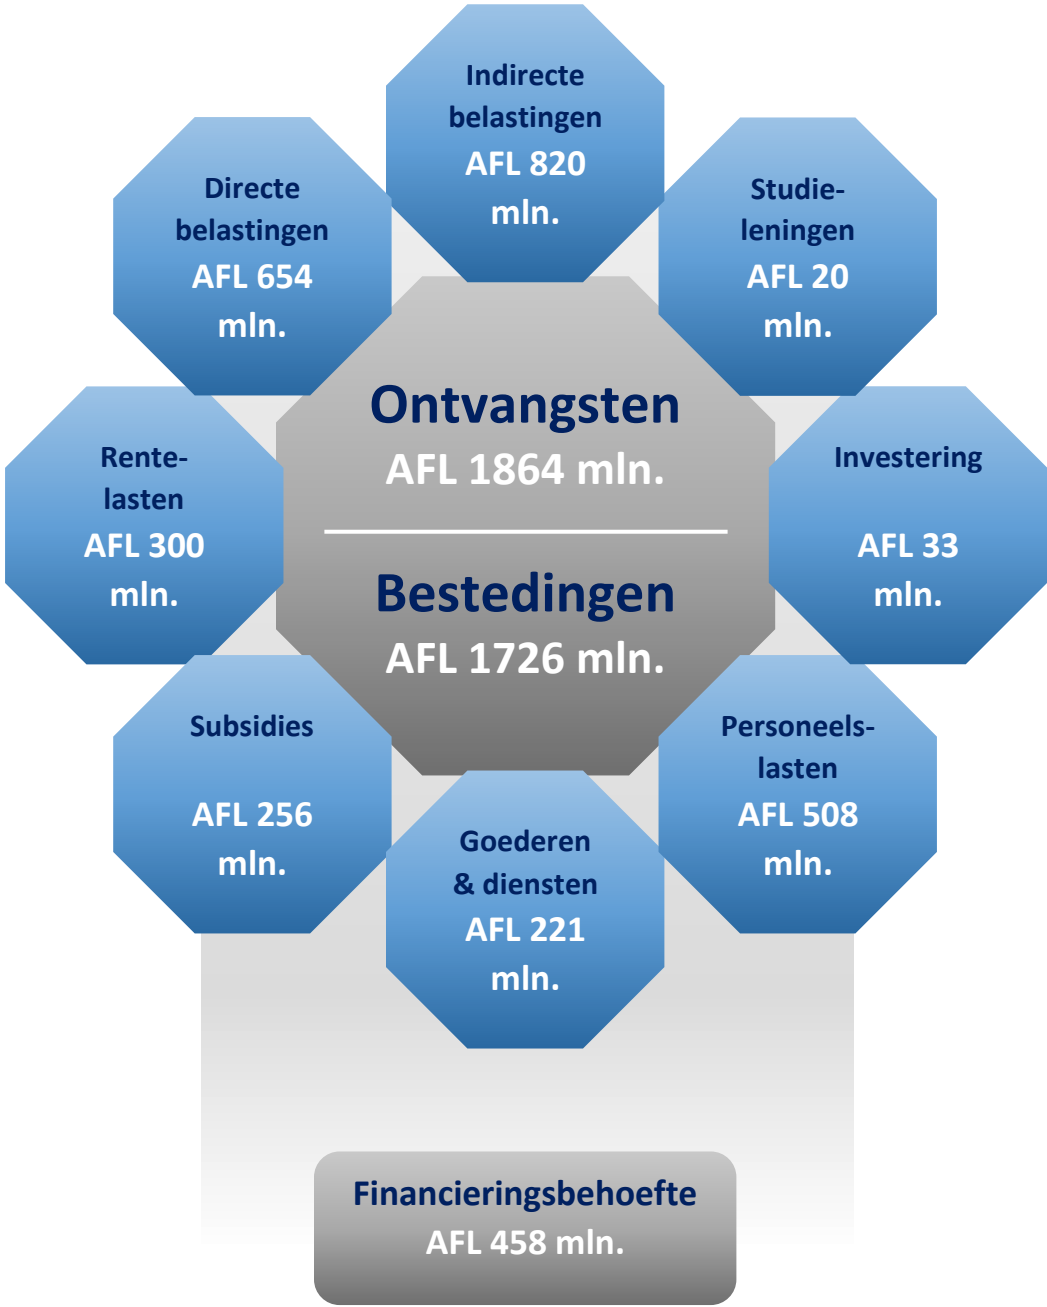 Indirecte
belastingen
AFL 820
mln.
Directe
belastingen
AFL 654
mln.
Studie-
leningen
AFL 20
mln.
Ontvangsten
AFL 1864 mln.
Bestedingen
AFL 1726 mln.
Rente-
lasten
AFL 300
mln.
Investering
AFL 33
mln.
Subsidies
AFL 256
mln.
Personeels-
lasten
AFL 508
mln.
Goederen
& diensten
AFL 221
mln.
Financieringsbehoefte
AFL 458 mln.